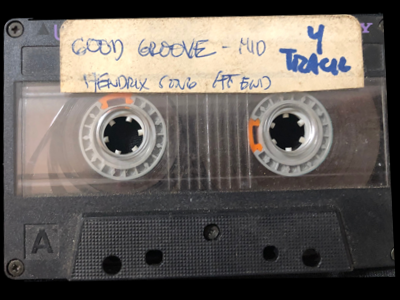 GOOD GROOVE - MID
4 TRACK
HENDRIX SONG AT END
A